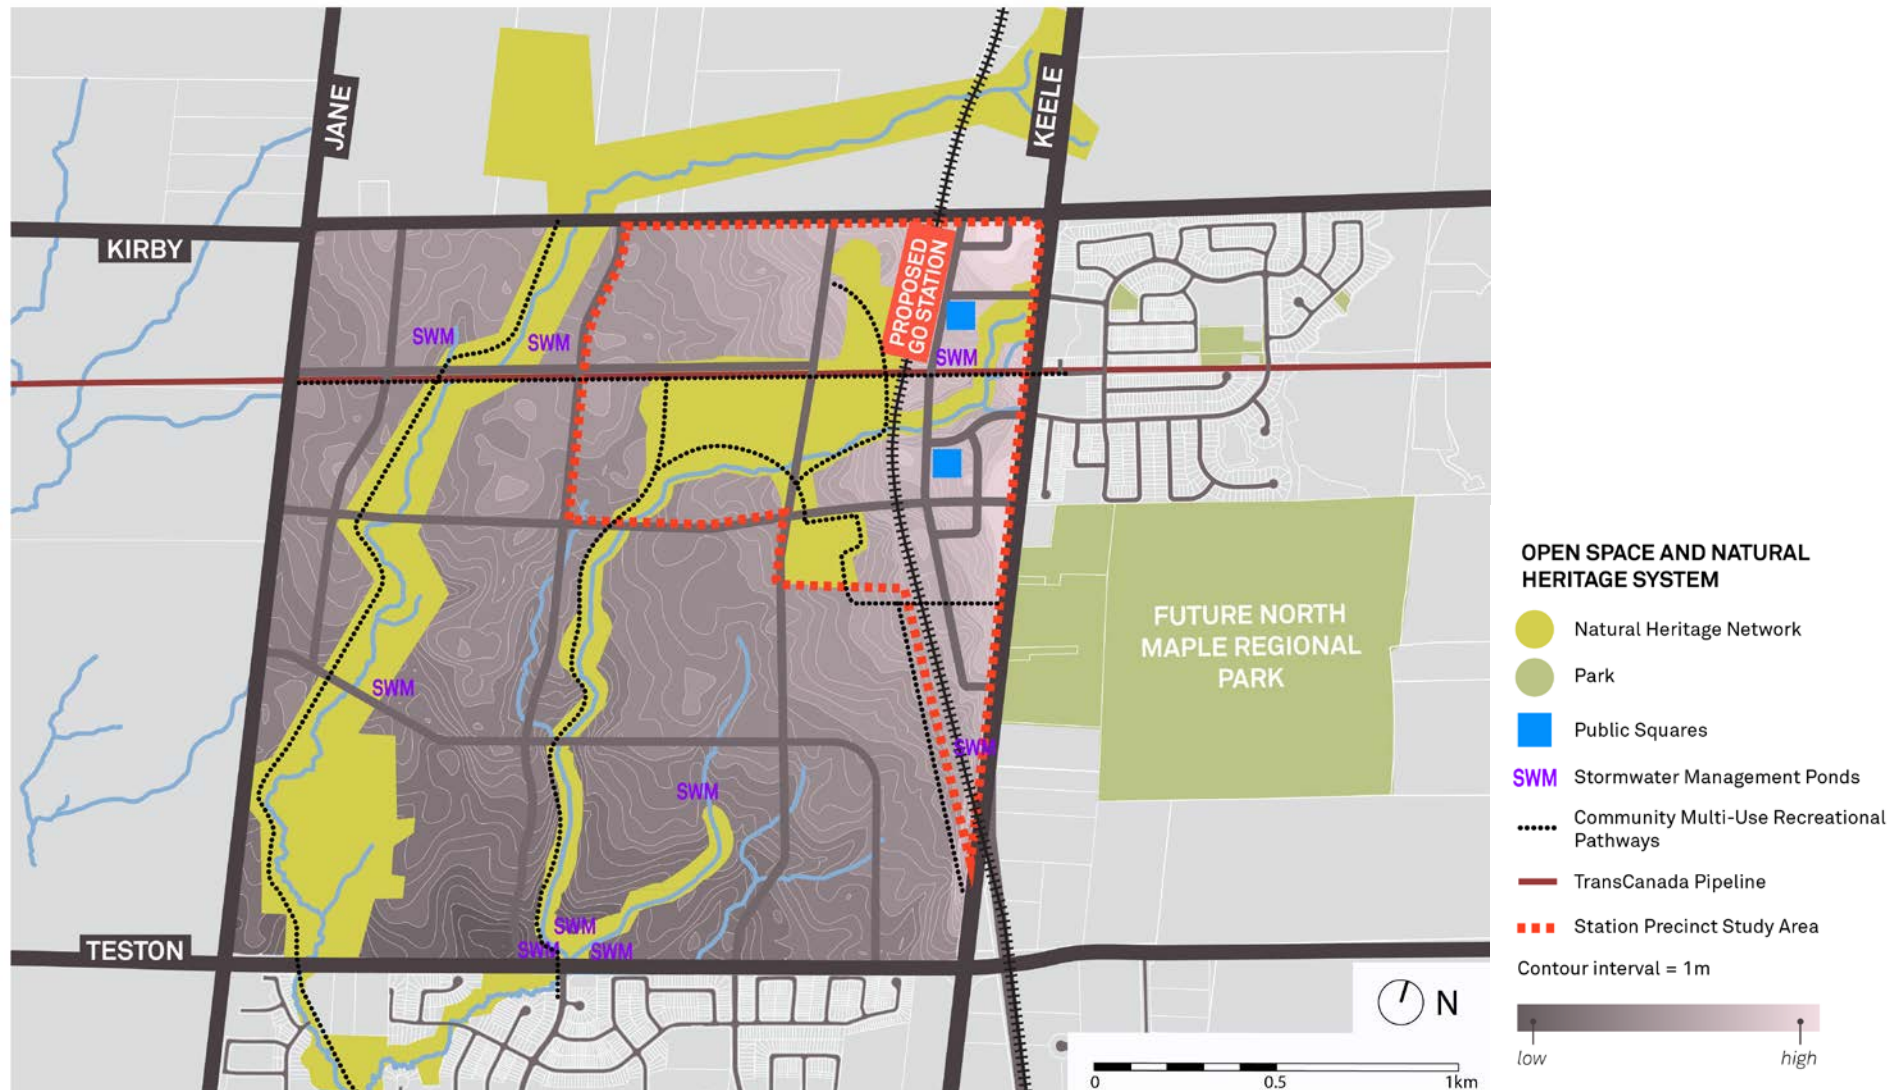 JANE
KEELE
KIRBY
PROPOSED
GO STATION
SWM
SWM
SWM
FUTURE NORTH
MAPLE REGIONAL
PARK
SWM
SWM
SWM
SWM
SWM
SWM
TESTON
N
0
0.5
1km
OPEN SPACE AND NATURAL
HERITAGE SYSTEM
Natural Heritage Network
Park
Public Squares
SWM Stormwater Management Ponds
Community Multi-Use Recreational
Pathways
TransCanada Pipeline
Station Precinct Study Area
Contour interval = 1m
low
high